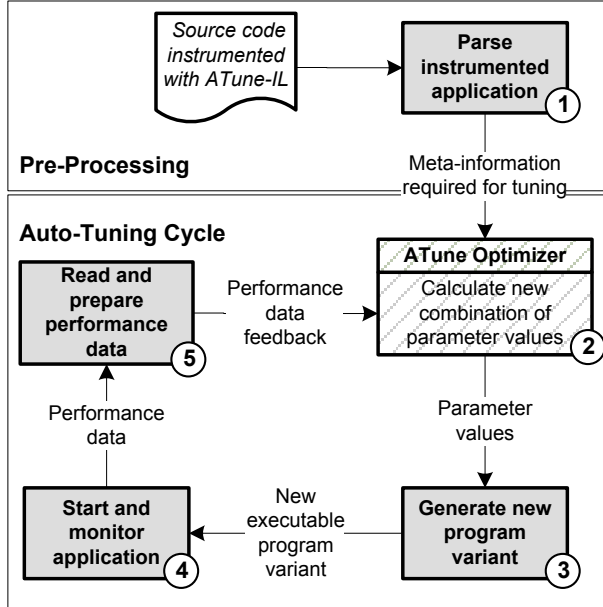 Source code
instrumented
with ATune-IL
Parse
instrumented
application
1
Pre-Processing
Meta-information
required for tuning
Auto-Tuning Cycle
ATune Optimizer
Calculate new
combination of
parameter values
2
Read and
prepare
performance
data
5
Performance
data
feedback
Performance
data
Parameter
values
Start and
monitor
application
4
New
executable
program
variant
Generate new
program
variant
3